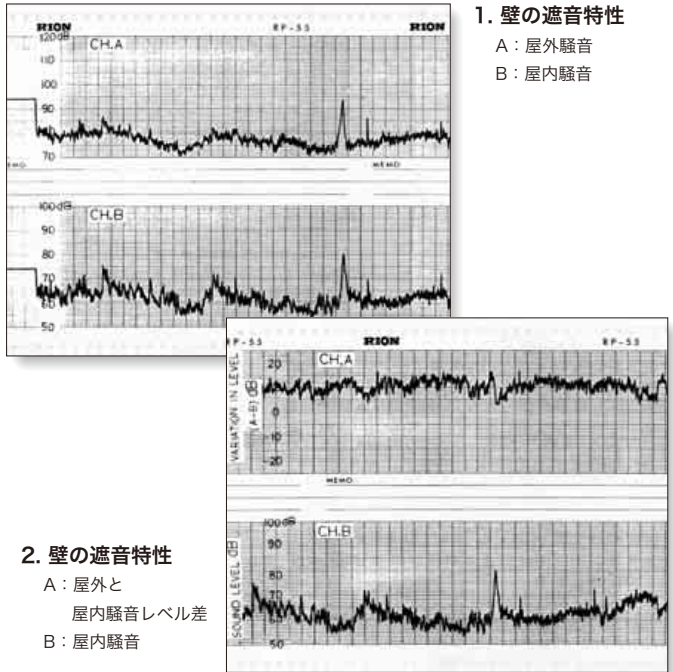 RION RP-55 RION
120dB
CH.A
110
100
90
80
70
MEMO MEMO
100dB
CH.B
90
80
70
60
50
1. 壁の遮音特性
A：屋外騒音
B：屋内騒音
RP-55 RION RP-55
VARIATION IN LEVEL
(A-B) dB
CH.A
20
0
-10
-20
MEMO
SOUND LEVEL dB
100dB
CH.B
90
80
70
50
2. 壁の遮音特性
A：屋外と
屋内騒音レベル差
B：屋内騒音